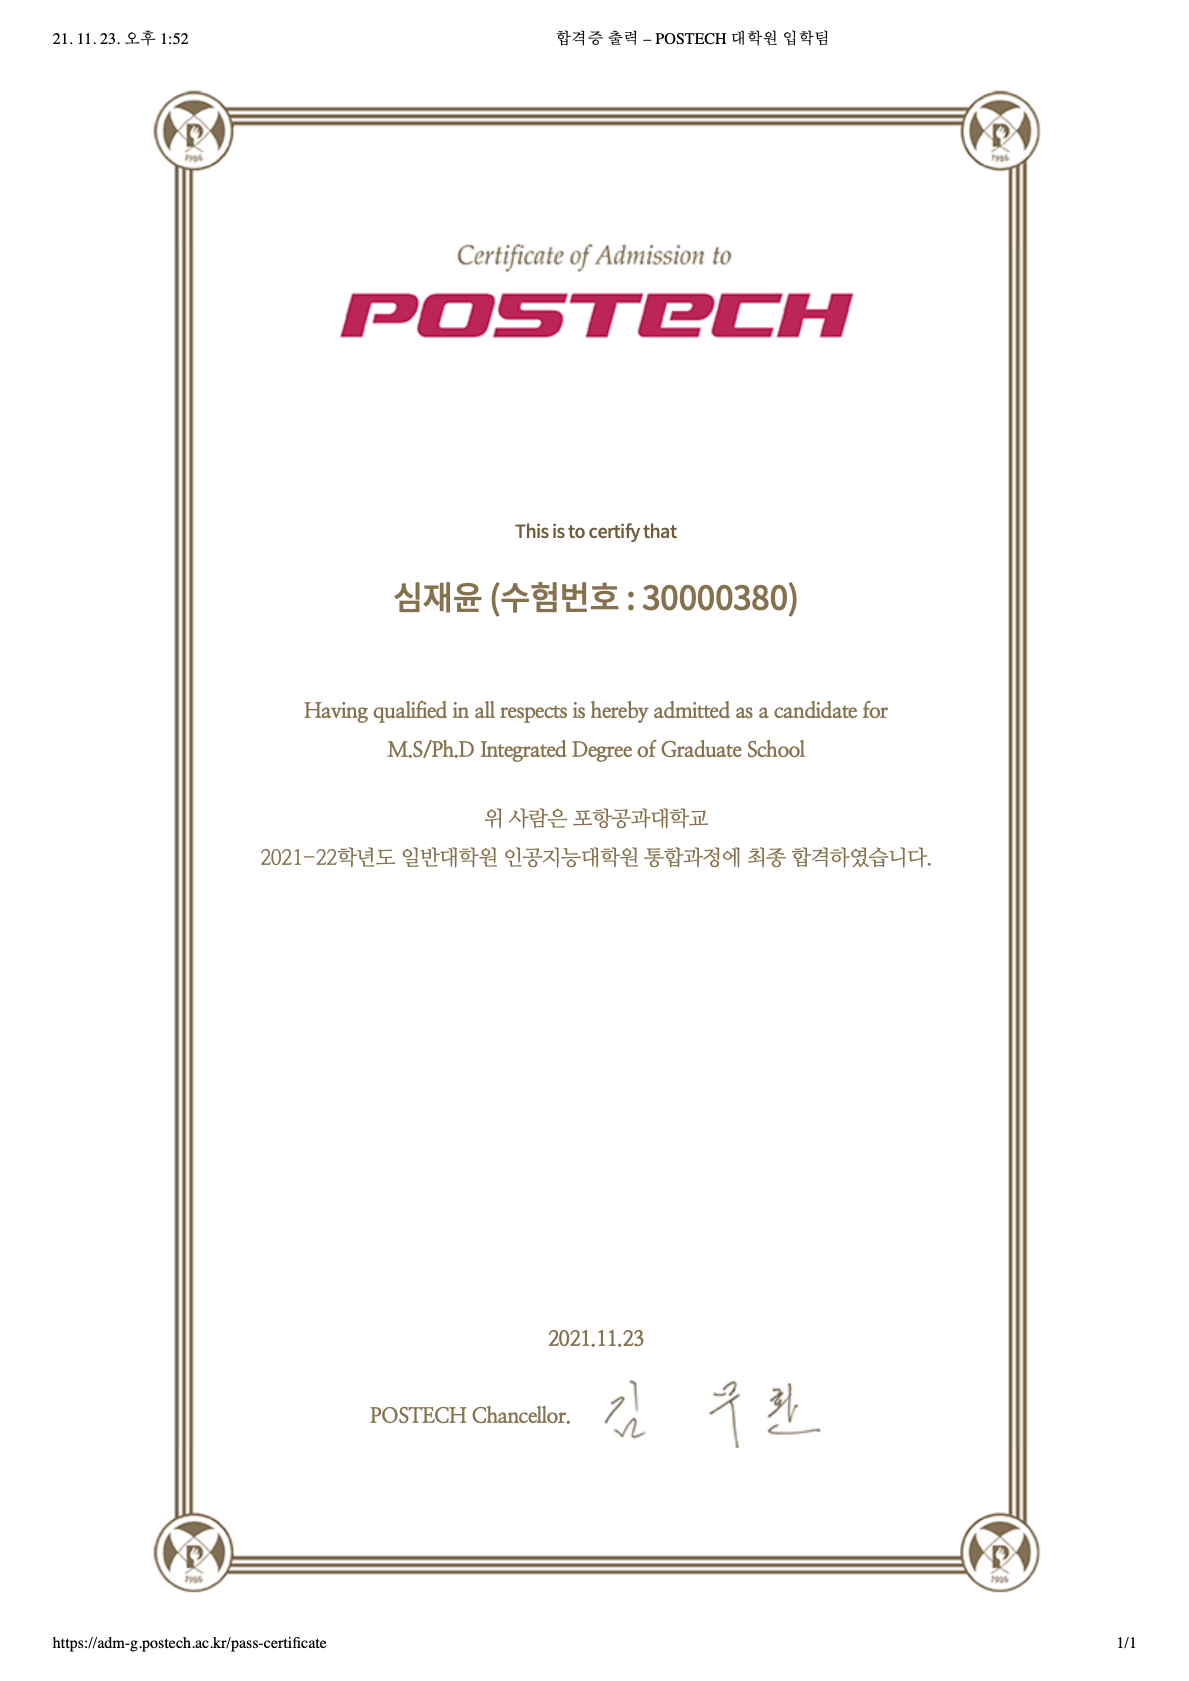 21. 11. 23. 오후 1:52
합격증 출력 – POSTECH 대학원 입학팀
P
1986
P
1986
Certificate of Admission to
POSTECH
This is to certify that
심재윤 (수험번호 : 30000380)
Having qualified in all respects is hereby admitted as a candidate for
M.S/Ph.D Integrated Degree of Graduate School
위 사람은 포항공과대학교
2021-22학년도 일반대학원 인공지능대학원 통합과정에 최종 합격하였습니다.
2021.11.23
POSTECH Chancellor. 김 무 환
P
1986
P
1986
https://adm-g.postech.ac.kr/pass-certificate
1/1